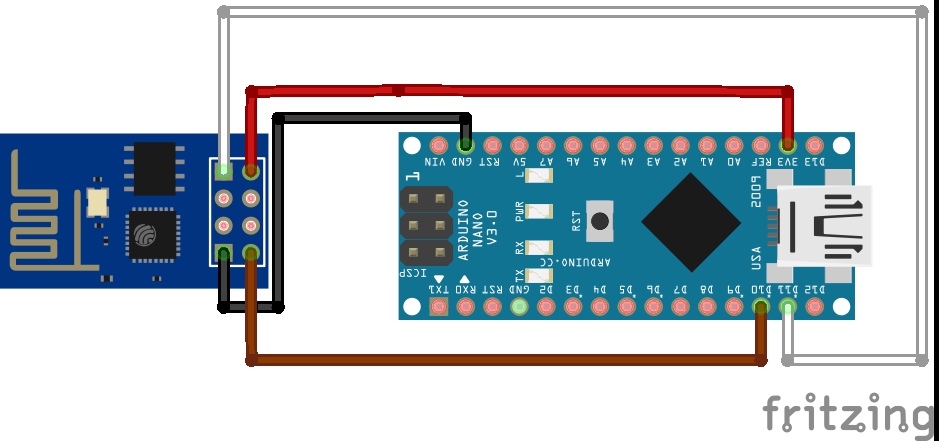 VIN GND RST 5V A7 A6 A5 A4 A3 A2 A1 A0 REF 3V3 D13
L
1
PWR
RST
RX
TX
ARDUINO
NANO
V3.0
ARDUINO.CC
ICSP
2009
USA
TX1 RX0 RST GND D2 D3 D4 D5 D6 D7 D8 D9 D10 D11 D12
fritzing